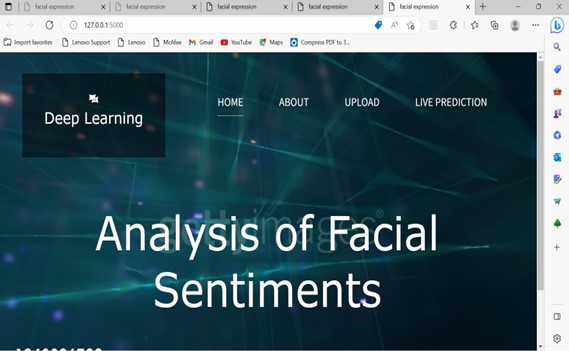 facial expression
facial expression
facial expression
facial expression
facial expression
127.0.0.1:5000
Import favorites
Lenovo Support
Lenovo
McAfee
Gmail
YouTube
Maps
Compress PDF to 3...
Deep Learning
HOME
ABOUT
UPLOAD
LIVE PREDICTION
gettyimages®
Analysis of Facial
Sentiments